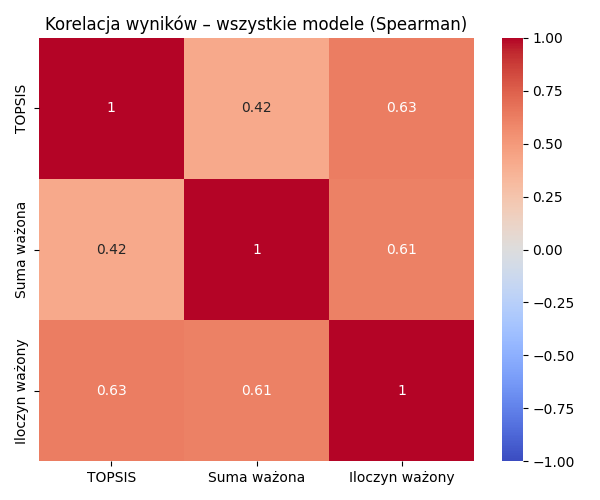 Korelacja wyników – wszystkie modele (Spearman)
TOPSIS
Suma ważona
Iloczyn ważony
1 0.42 0.63
0.42 1 0.61
0.63 0.61 1
TOPSIS Suma ważona Iloczyn ważony
1.00
0.75
0.50
0.25
0.00
−0.25
−0.50
−0.75
−1.00